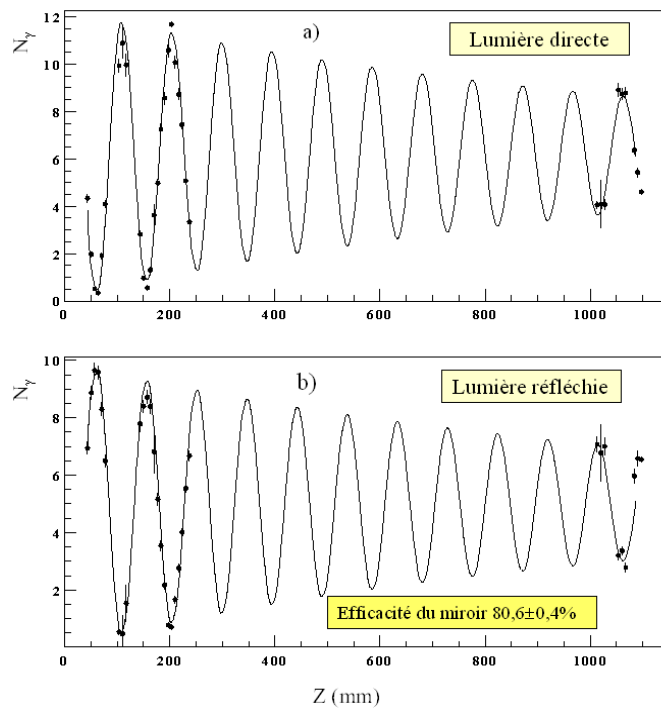 a)
Lumière directe
Nγ
12
10
8
6
4
2
0
0 200 400 600 800 1000
b)
Lumière réfléchie
Nγ
10
8
6
4
2
Efficacité du miroir 80,6±0,4%
0 200 400 600 800 1000
Z (mm)